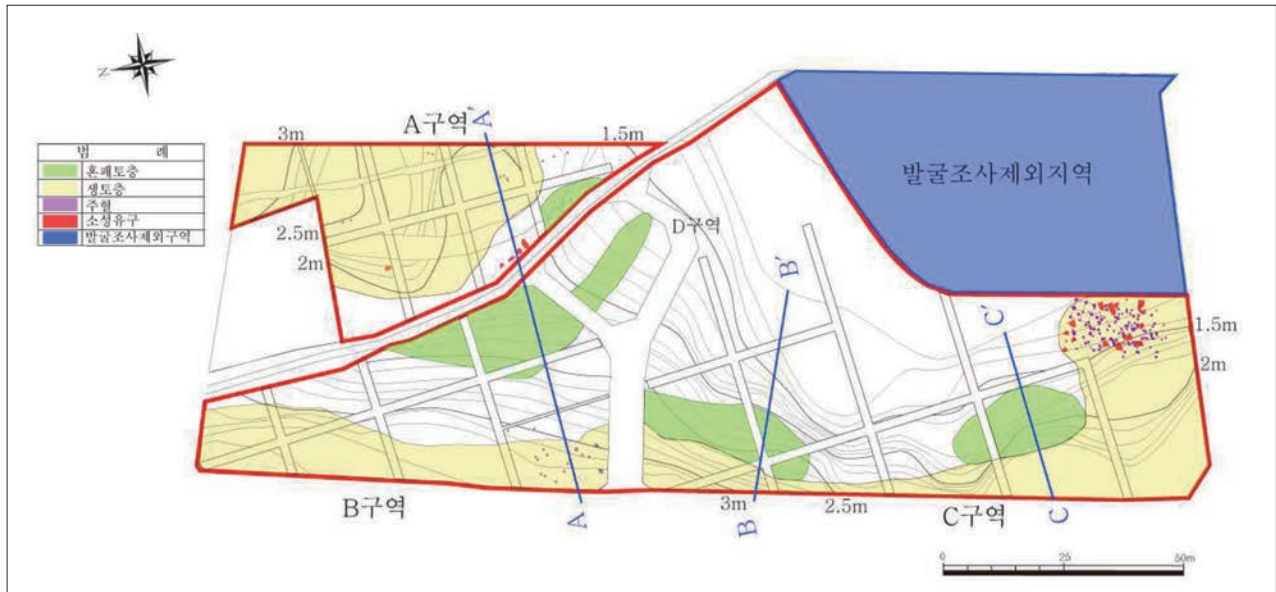 N
범 례
혼패토층
생토층
주혈
소성유구
발굴조사제외구역
3m
A구역
A'
1.5m
2.5m
2m
D구역
발굴조사제외지역
B'
C'
1.5m
2m
B구역
A
B
3m
2.5m
C구역
C
0 25 50m